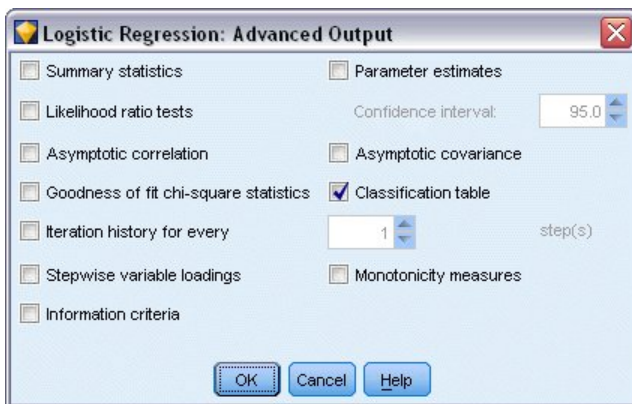 Logistic Regression: Advanced Output
Summary statistics
Parameter estimates
Likelihood ratio tests
Confidence interval: 95.0
Asymptotic correlation
Asymptotic covariance
Goodness of fit chi-square statistics
Classification table
Iteration history for every 1 step(s)
Stepwise variable loadings
Monotonicity measures
Information criteria
OK
Cancel
Help